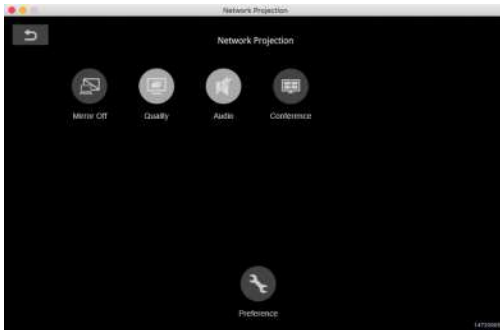 Network Projection
Network Projection
Mirror Off
Quality
Audio
Conference
Preference